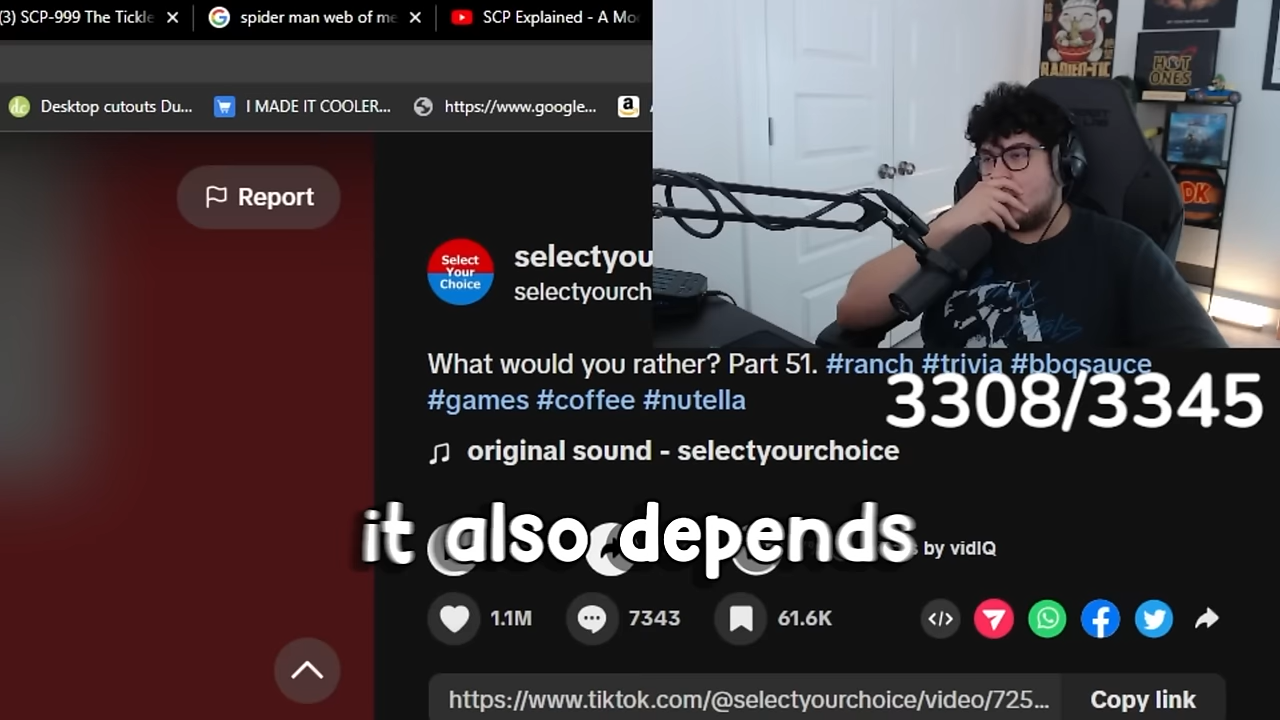 (3) SCP-999 The Tickle
spider man web of me
SCP Explained - A Mo
Desktop cutouts Du...
I MADE IT COOLER...
https://www.google...
RAMEN-TIC
HOT
ONES
DK
Report
Select
Your
Choice
selectyou
selectyourch
What would you rather? Part 51. #ranch #trivia #bbqsauce
#games #coffee #nutella
3308/3345
original sound - selectyourchoice
it also depends
by vidIQ
1.1M
7343
61.6K
https://www.tiktok.com/@selectyourchoice/video/725...
Copy link